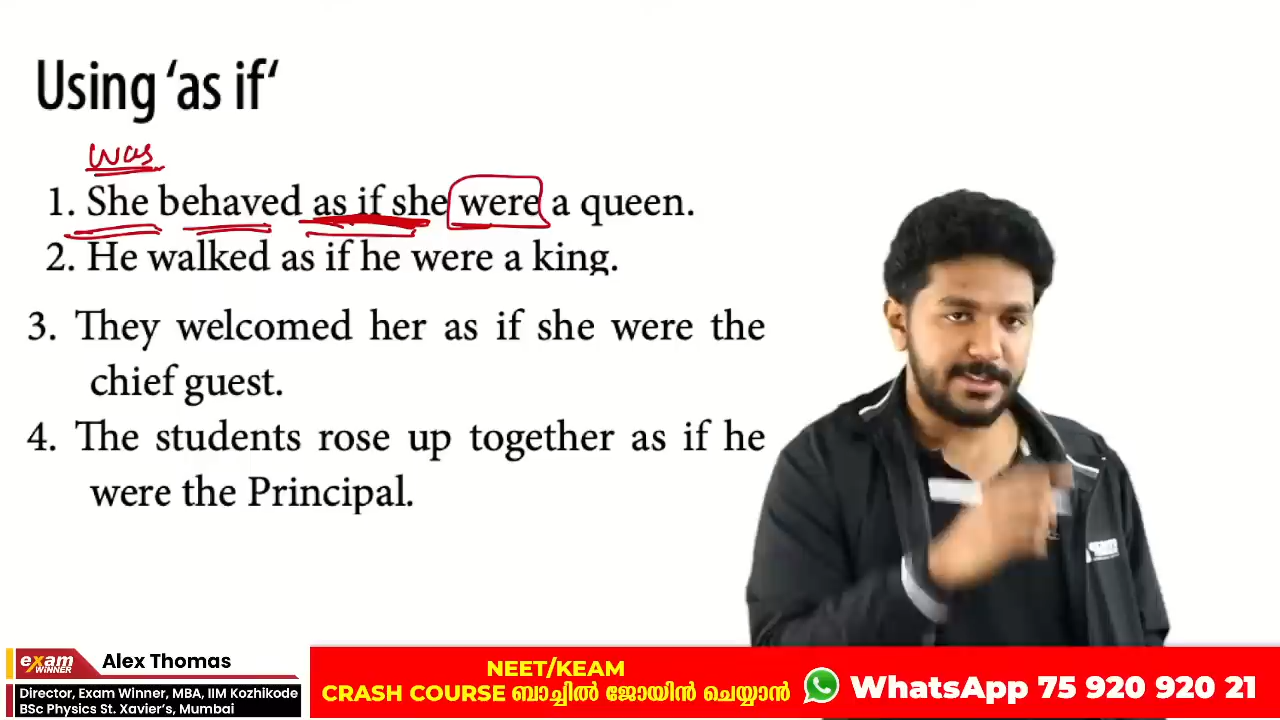 Using ‘as if‘
was
1. She behaved as if she were a queen.
2. He walked as if he were a king.
3. They welcomed her as if she were the
chief guest.
4. The students rose up together as if he
were the Principal.
exam
WINNER
Alex Thomas
Director, Exam Winner, MBA, IIM Kozhikode
BSc Physics St. Xavier’s, Mumbai
NEET/KEAM
CRASH COURSE ബാച്ചിൽ ജോയിൻ ചെയ്യാൻ
WhatsApp 75 920 920 21